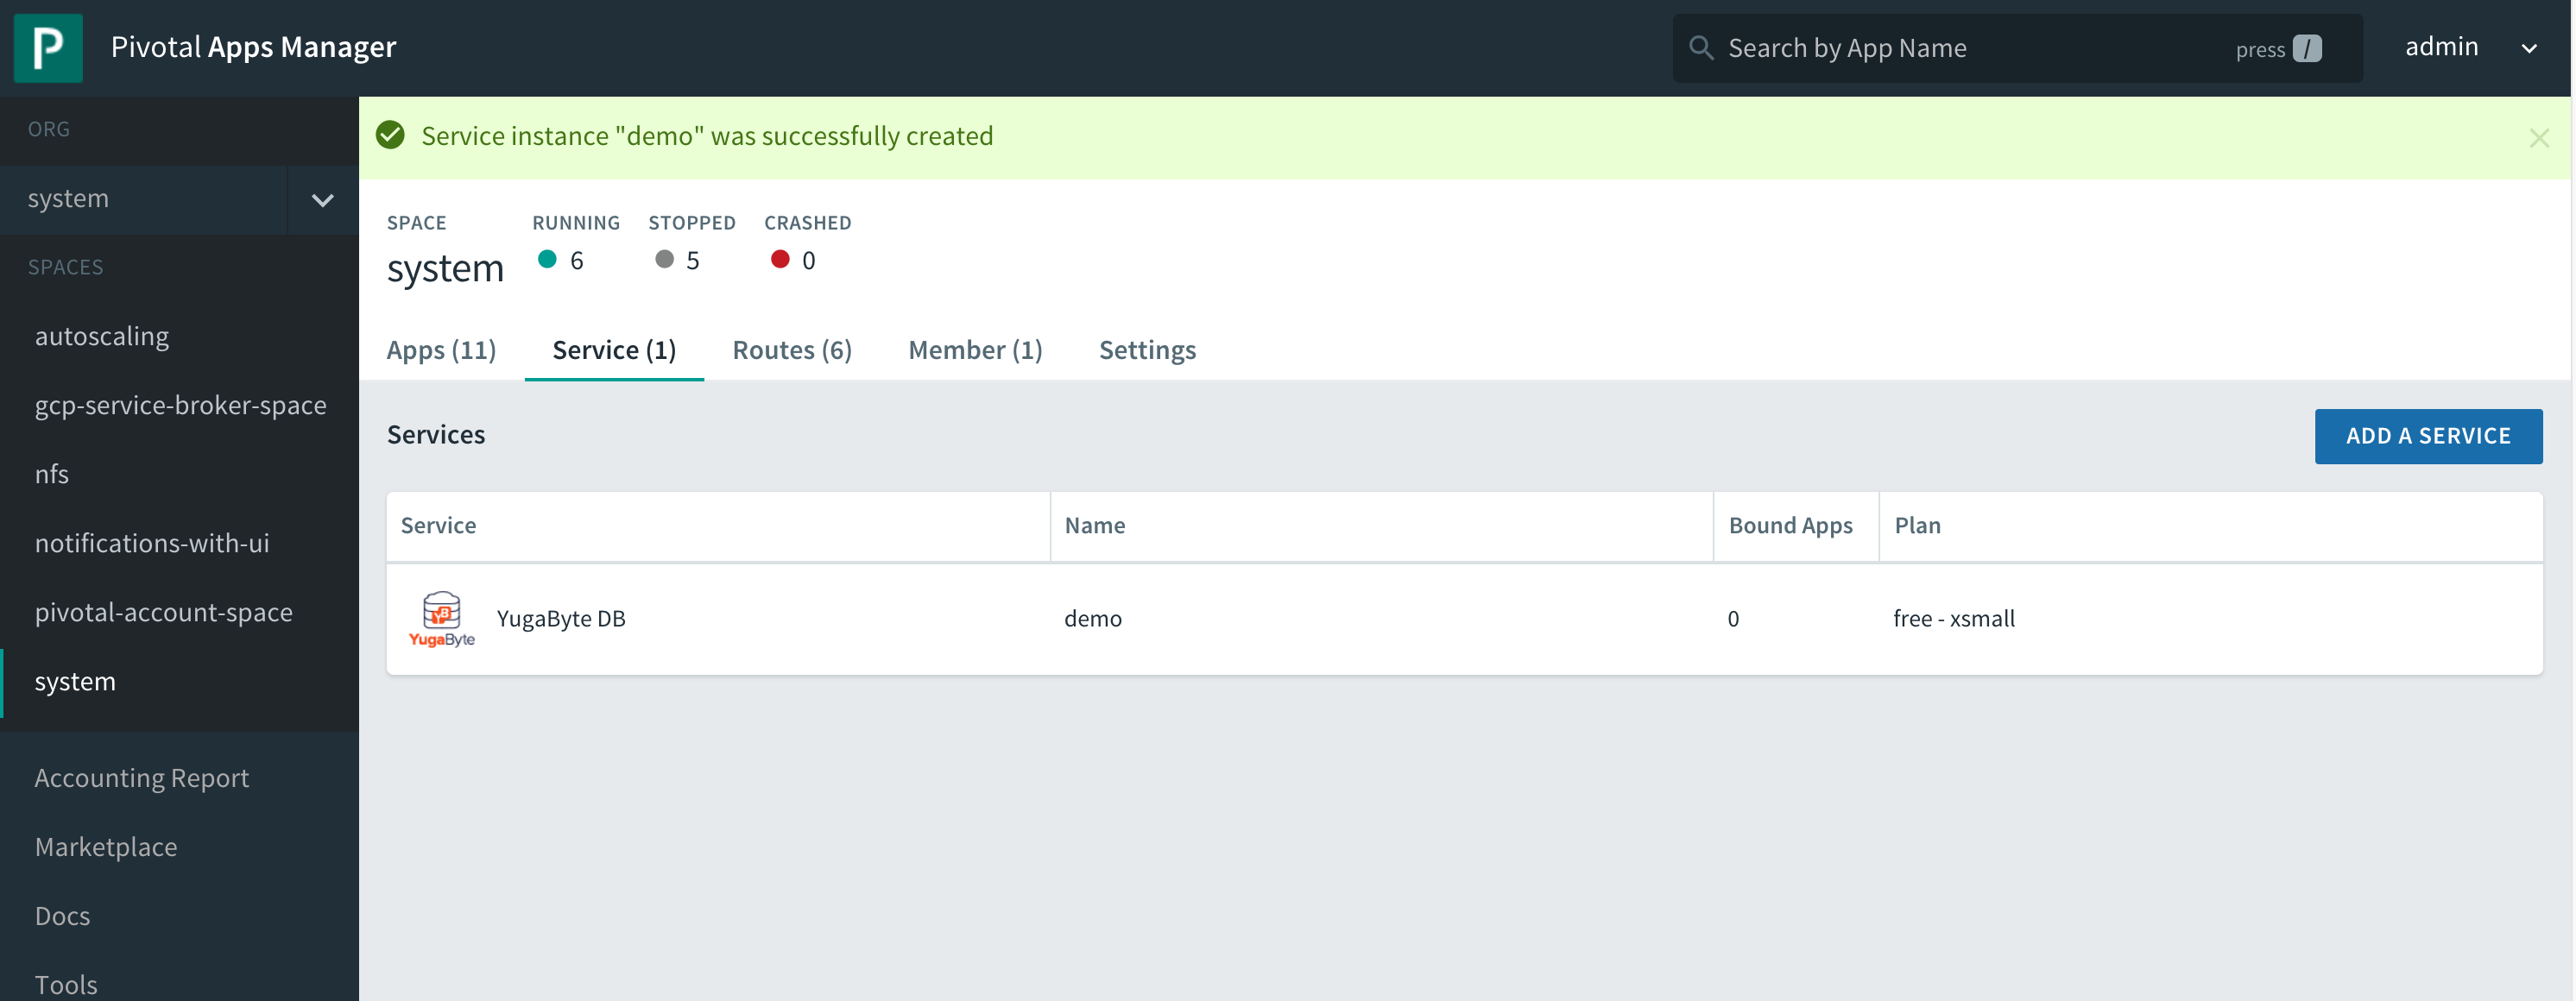 P Pivotal Apps Manager Search by App Name press / admin
ORG
system
SPACES
autoscaling
gcp-service-broker-space
nfs
notifications-with-ui
pivotal-account-space
system
Accounting Report
Marketplace
Docs
Tools
Service instance "demo" was successfully created
SPACE RUNNING STOPPED CRASHED
system 6 5 0
Apps (11) Service (1) Routes (6) Member (1) Settings
Services ADD A SERVICE
Service Name Bound Apps Plan
YB
YugaByte
YugaByte DB demo 0 free - xsmall